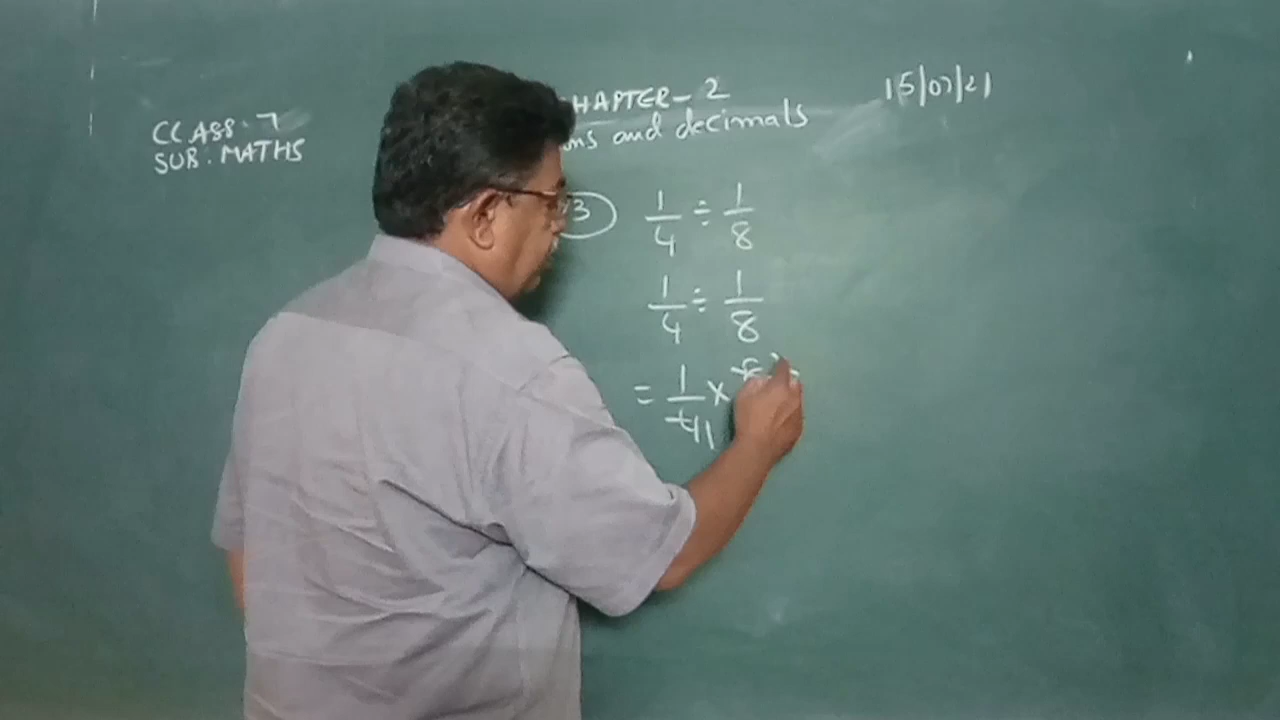 CLASS-7
SUB. MATHS
HAPTER-2
ns and decimals
15/07/21
3
1/4 ÷ 1/8
1/4 ÷ 1/8
= 1/4 1 ×